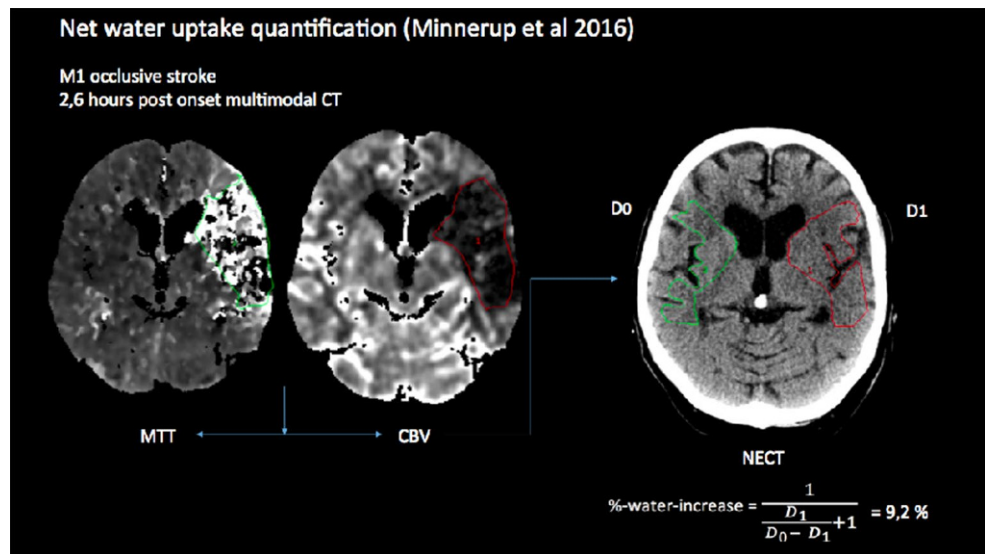 Net water uptake quantification (Minnerup et al 2016)
M1 occlusive stroke
2,6 hours post onset multimodal CT
D0
D1
1
MTT
CBV
NECT
%-water-increase = 1 / (D₁ / (D₀ − D₁) + 1) = 9,2 %